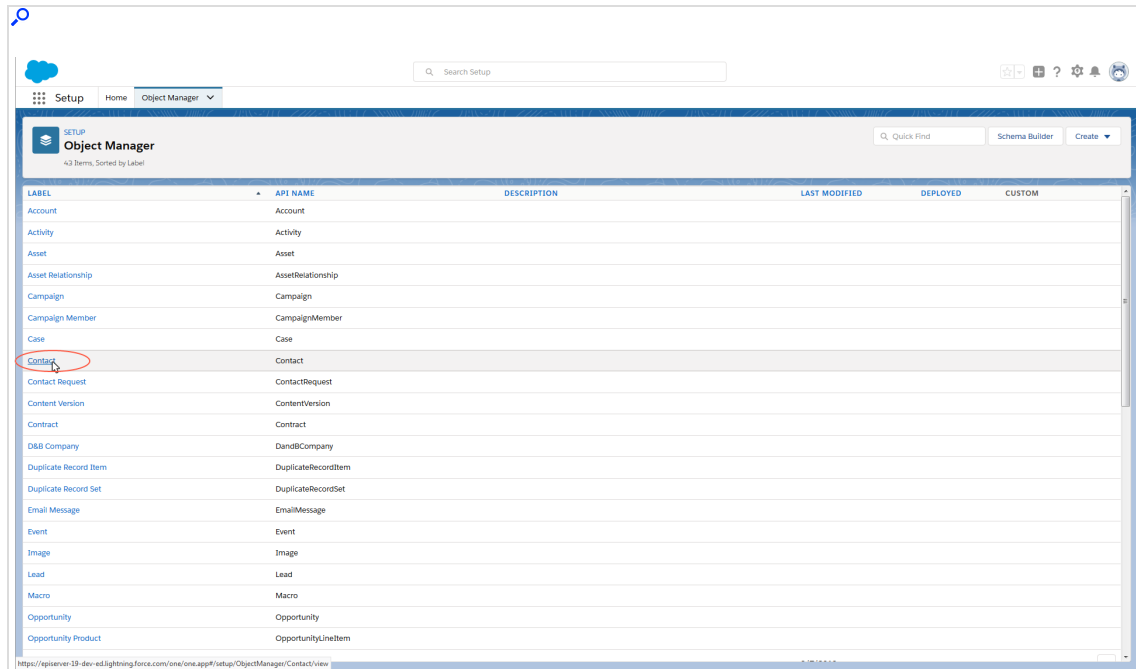 Search Setup
Setup Home Object Manager
SETUP
Object Manager
43 Items, Sorted by Label
Quick Find
Schema Builder
Create
LABEL API NAME DESCRIPTION LAST MODIFIED DEPLOYED CUSTOM
Account Account
Activity Activity
Asset Asset
Asset Relationship AssetRelationship
Campaign Campaign
Campaign Member CampaignMember
Case Case
Contact Contact
Contact Request ContactRequest
Content Version ContentVersion
Contract Contract
D&B Company DandBCompany
Duplicate Record Item DuplicateRecordItem
Duplicate Record Set DuplicateRecordSet
Email Message EmailMessage
Event Event
Image Image
Lead Lead
Macro Macro
Opportunity Opportunity
Opportunity Product OpportunityLineItem
https://episerver-19-dev-ed.lightning.force.com/one/one.app#/setup/ObjectManager/Contact/view